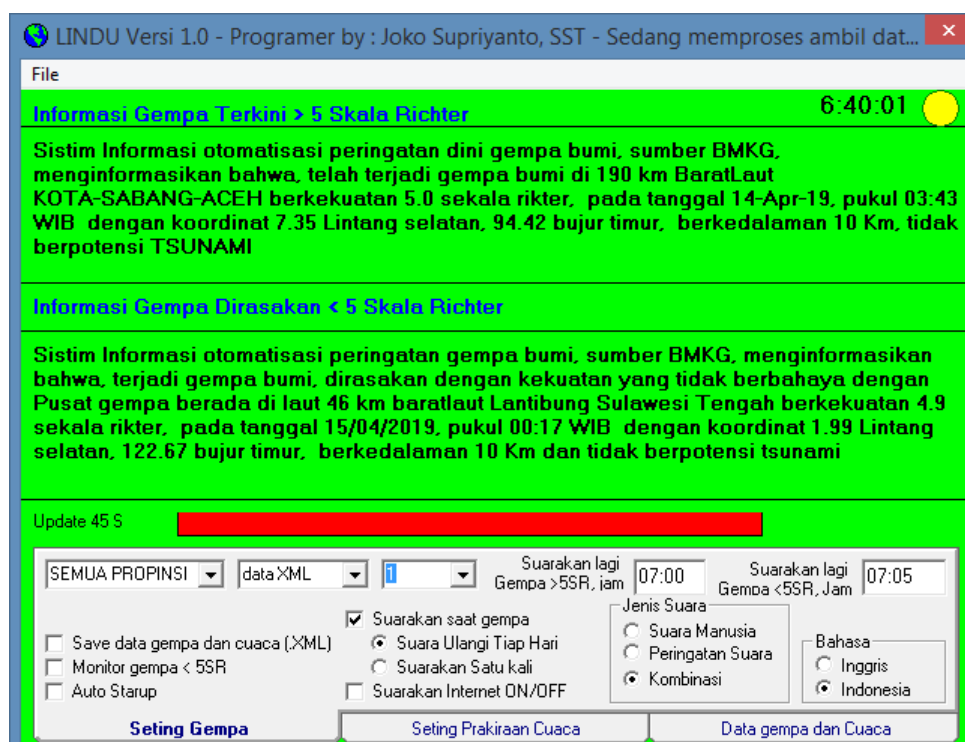 LINDU Versi 1.0 - Programer by : Joko Supriyanto, SST - Sedang memproses ambil dat...
File
Informasi Gempa Terkini > 5 Skala Richter
6:40:01
Sistim Informasi otomatisasi peringatan dini gempa bumi, sumber BMKG,
menginformasikan bahwa, telah terjadi gempa bumi di 190 km BaratLaut
KOTA-SABANG-ACEH berkekuatan 5.0 sekala rikter, pada tanggal 14-Apr-19, pukul 03:43
WIB dengan koordinat 7.35 Lintang selatan, 94.42 bujur timur, berkedalaman 10 Km, tidak
berpotensi TSUNAMI
Informasi Gempa Dirasakan < 5 Skala Richter
Sistim Informasi otomatisasi peringatan gempa bumi, sumber BMKG, menginformasikan
bahwa, terjadi gempa bumi, dirasakan dengan kekuatan yang tidak berbahaya dengan
Pusat gempa berada di laut 46 km baratlaut Lantibung Sulawesi Tengah berkekuatan 4.9
sekala rikter, pada tanggal 15/04/2019, pukul 00:17 WIB dengan koordinat 1.99 Lintang
selatan, 122.67 bujur timur, berkedalaman 10 Km dan tidak berpotensi tsunami
Update 45 S
SEMUA PROPINSI
data XML
1
Suarakan lagi
Gempa >5SR, jam
07:00
Suarakan lagi
Gempa <5SR, Jam
07:05
Save data gempa dan cuaca (.XML)
Monitor gempa < 5SR
Auto Starup
Suarakan saat gempa
Suara Ulangi Tiap Hari
Suarakan Satu kali
Suarakan Internet ON/OFF
Jenis Suara
Suara Manusia
Peringatan Suara
Kombinasi
Bahasa
Inggris
Indonesia
Seting Gempa
Seting Prakiraan Cuaca
Data gempa dan Cuaca